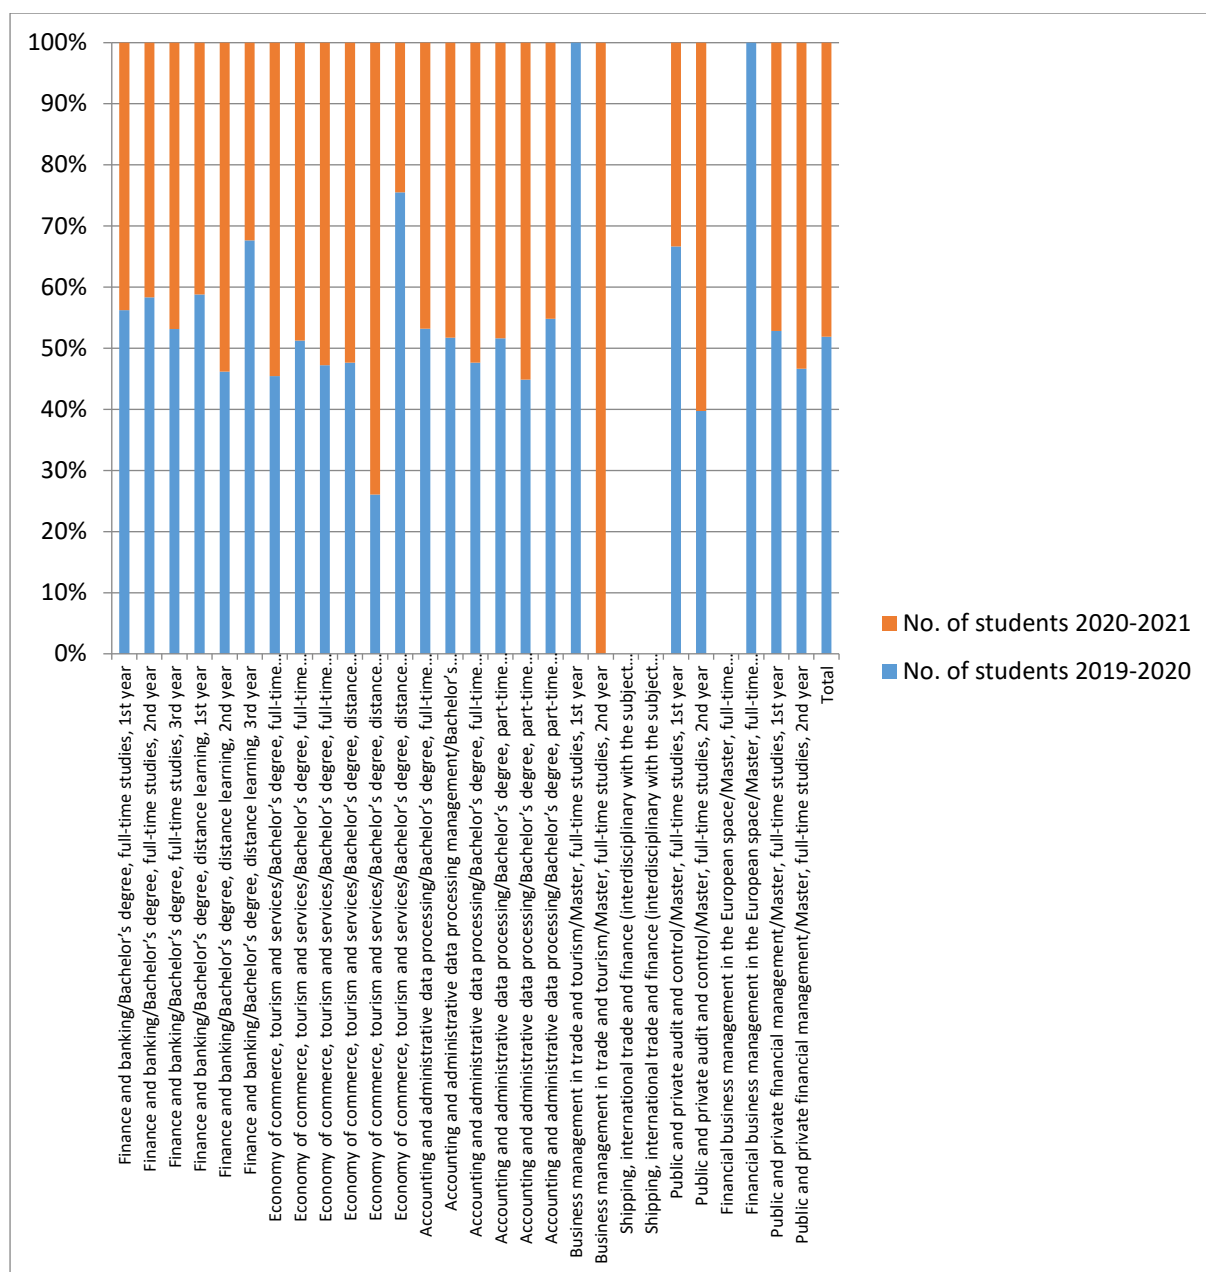 100%
90%
80%
70%
60%
50%
40%
30%
20%
10%
0%
No. of students 2020-2021
No. of students 2019-2020
Finance and banking/Bachelor’s degree, full-time studies, 1st year
Finance and banking/Bachelor’s degree, full-time studies, 2nd year
Finance and banking/Bachelor’s degree, full-time studies, 3rd year
Finance and banking/Bachelor’s degree, distance learning, 1st year
Finance and banking/Bachelor’s degree, distance learning, 2nd year
Finance and banking/Bachelor’s degree, distance learning, 3rd year
Economy of commerce, tourism and services/Bachelor’s degree, full-time…
Economy of commerce, tourism and services/Bachelor’s degree, full-time…
Economy of commerce, tourism and services/Bachelor’s degree, full-time…
Economy of commerce, tourism and services/Bachelor’s degree, distance…
Economy of commerce, tourism and services/Bachelor’s degree, distance…
Economy of commerce, tourism and services/Bachelor’s degree, distance…
Accounting and administrative data processing/Bachelor’s degree, full-time…
Accounting and administrative data processing management/Bachelor’s…
Accounting and administrative data processing/Bachelor’s degree, full-time…
Accounting and administrative data processing/Bachelor’s degree, part-time…
Accounting and administrative data processing/Bachelor’s degree, part-time…
Accounting and administrative data processing/Bachelor’s degree, part-time…
Business management in trade and tourism/Master, full-time studies, 1st year
Business management in trade and tourism/Master, full-time studies, 2nd year
Shipping, international trade and finance (interdisciplinary with the subject…
Shipping, international trade and finance (interdisciplinary with the subject…
Public and private audit and control/Master, full-time studies, 1st year
Public and private audit and control/Master, full-time studies, 2nd year
Financial business management in the European space/Master, full-time…
Financial business management in the European space/Master, full-time…
Public and private financial management/Master, full-time studies, 1st year
Public and private financial management/Master, full-time studies, 2nd year
Total